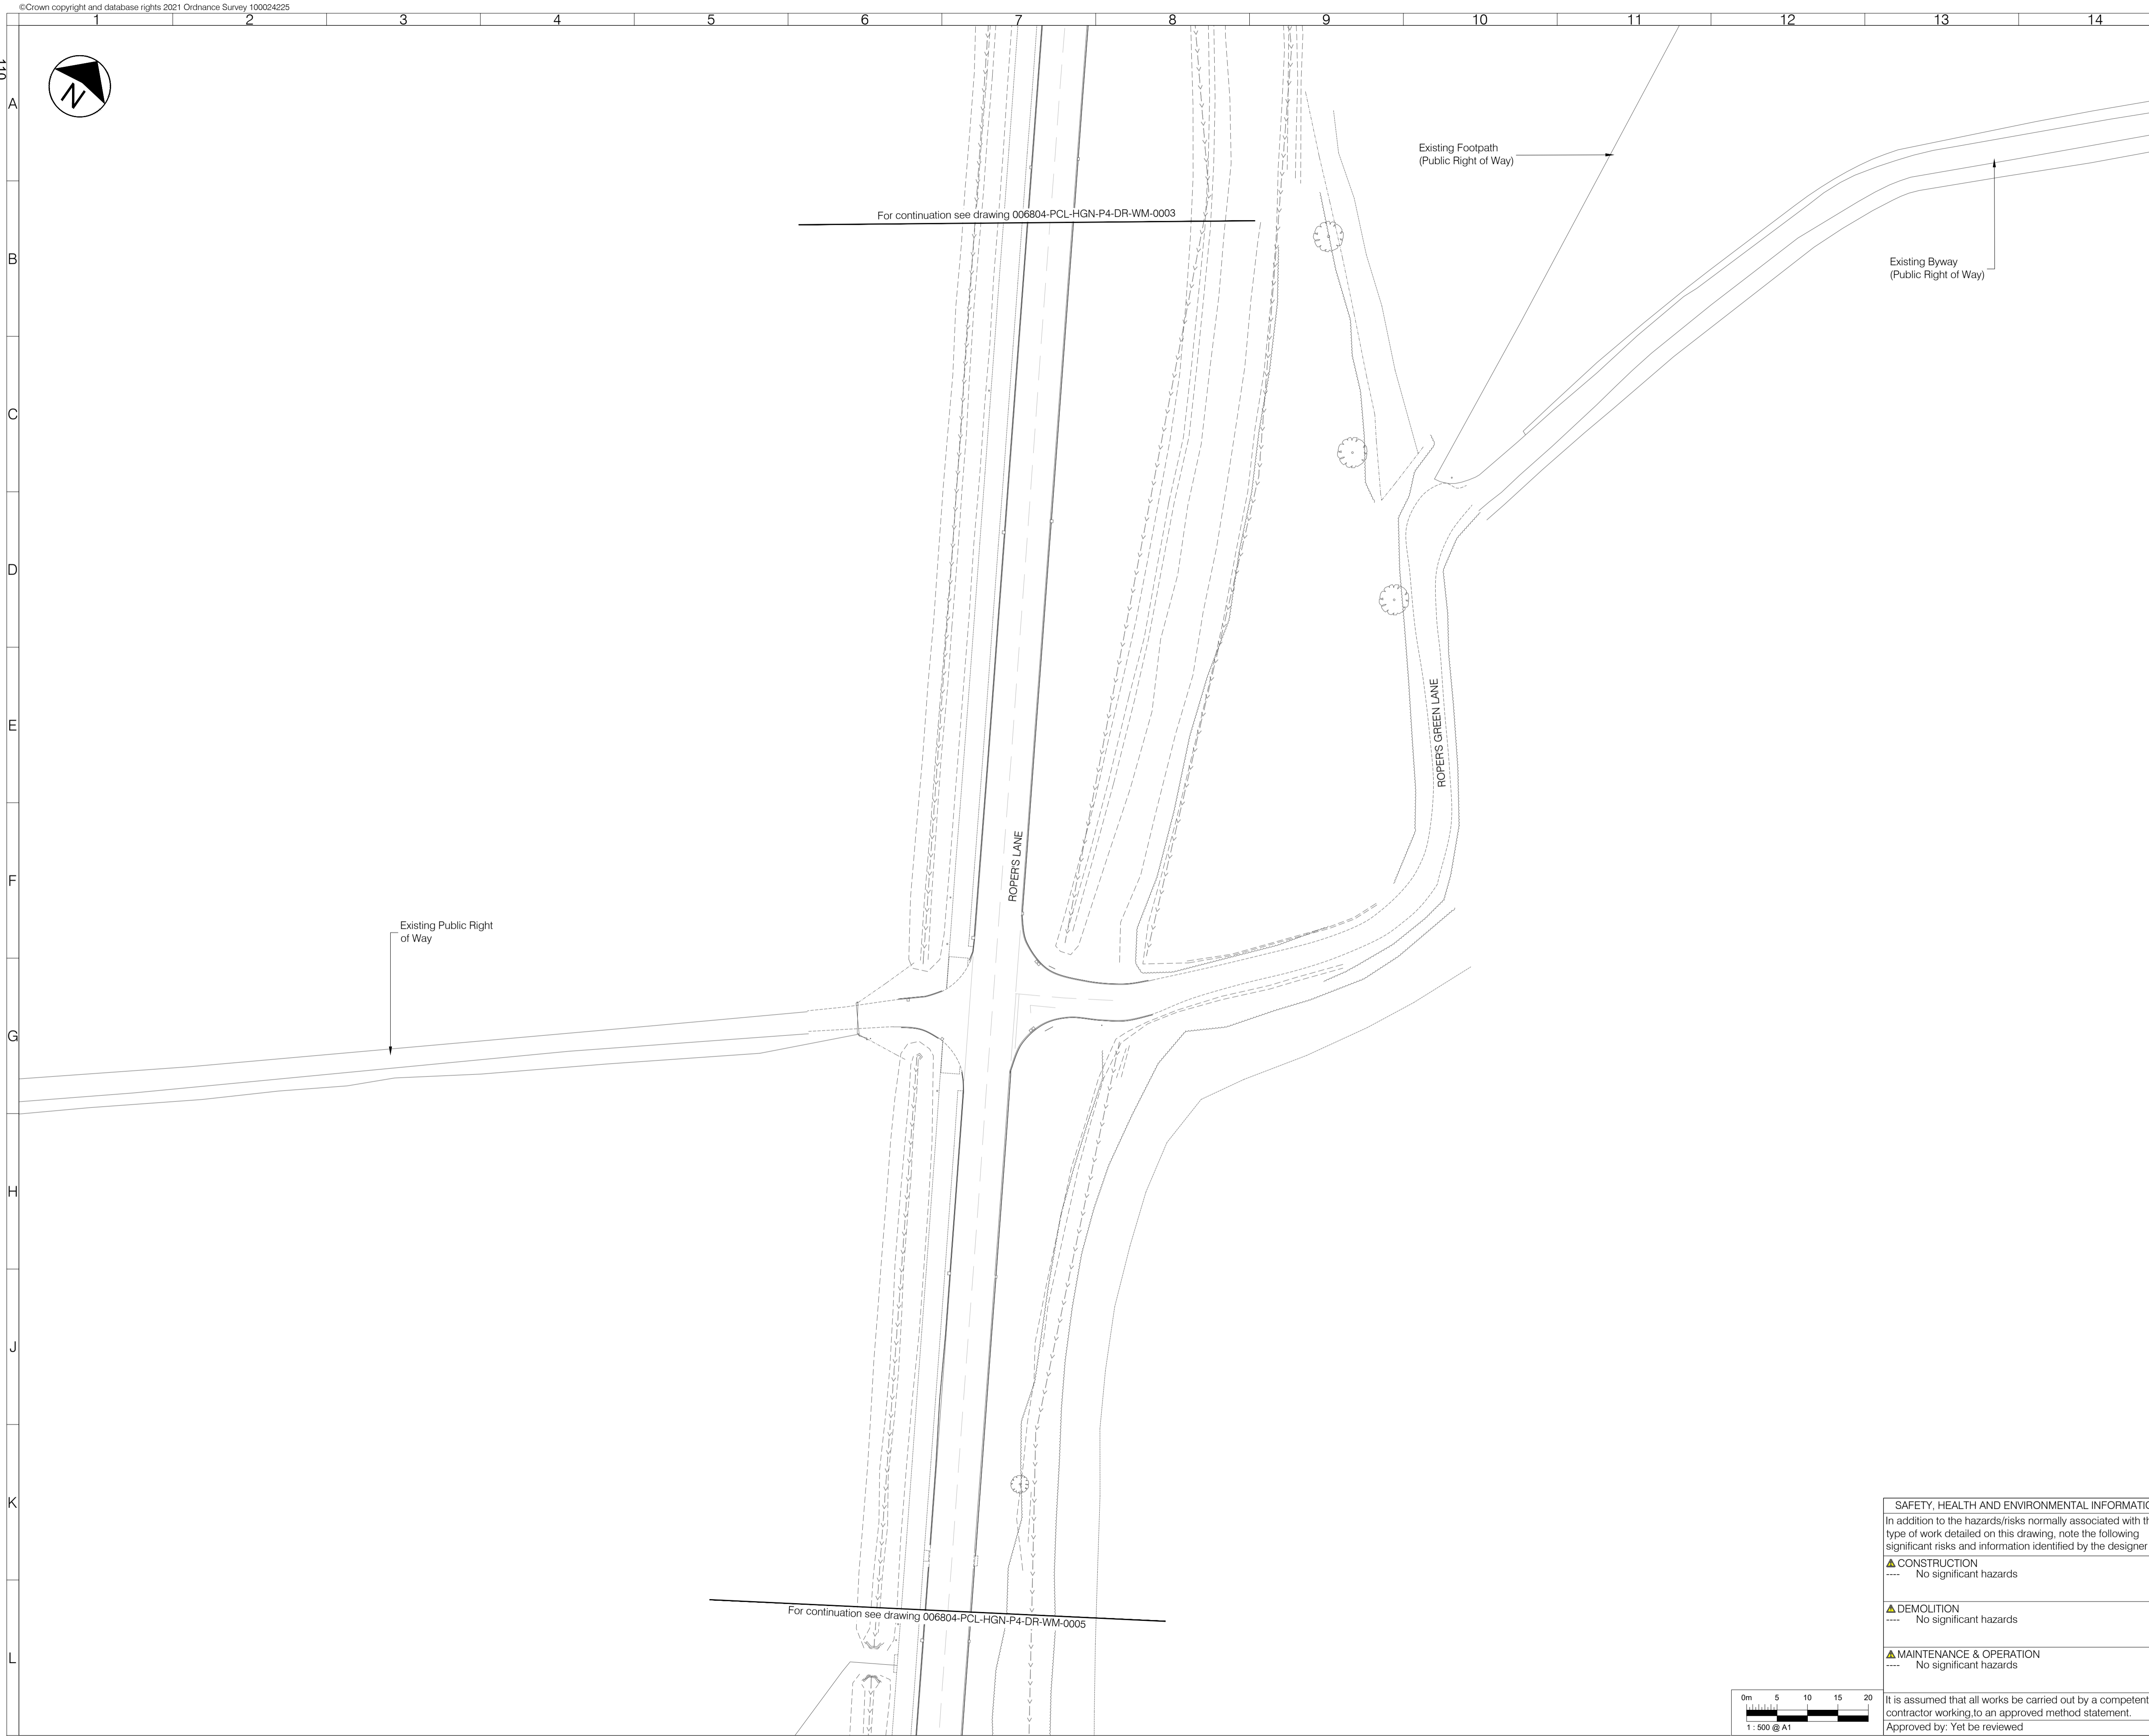 ©Crown copyright and database rights 2021 Ordnance Survey 100024225
1 2 3 4 5 6 7 8 9 10 11 12 13 14
110
A
B
C
D
E
F
G
H
J
K
L
N
Existing Footpath
(Public Right of Way)
For continuation see drawing 006804-PCL-HGN-P4-DR-WM-0003
Existing Byway
(Public Right of Way)
ROPER'S GREEN LANE
ROPER'S LANE
Existing Public Right
of Way
For continuation see drawing 006804-PCL-HGN-P4-DR-WM-0005
SAFETY, HEALTH AND ENVIRONMENTAL INFORMATIO
In addition to the hazards/risks normally associated with th
type of work detailed on this drawing, note the following
significant risks and information identified by the designer
CONSTRUCTION
---- No significant hazards
DEMOLITION
---- No significant hazards
MAINTENANCE & OPERATION
---- No significant hazards
It is assumed that all works be carried out by a competent
contractor working,to an approved method statement.
Approved by: Yet be reviewed
0m 5 10 15 20
1 : 500 @ A1